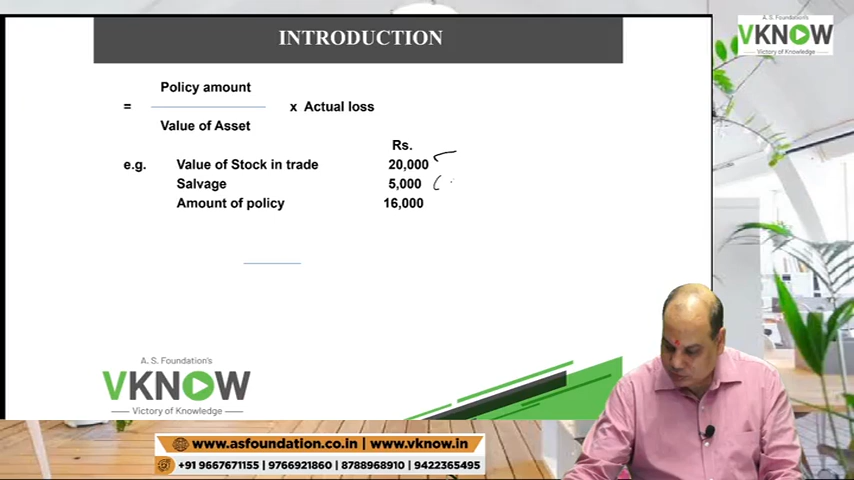 INTRODUCTION
A. S. Foundation's
VKNOW
Victory of Knowledge
Policy amount
= x Actual loss
Value of Asset
Rs.
e.g. Value of Stock in trade 20,000
Salvage 5,000
Amount of policy 16,000
A. S. Foundation's
VKNOW
Victory of Knowledge
www.asfoundation.co.in | www.vknow.in
+91 9667671155 | 9766921860 | 8788968910 | 9422365495